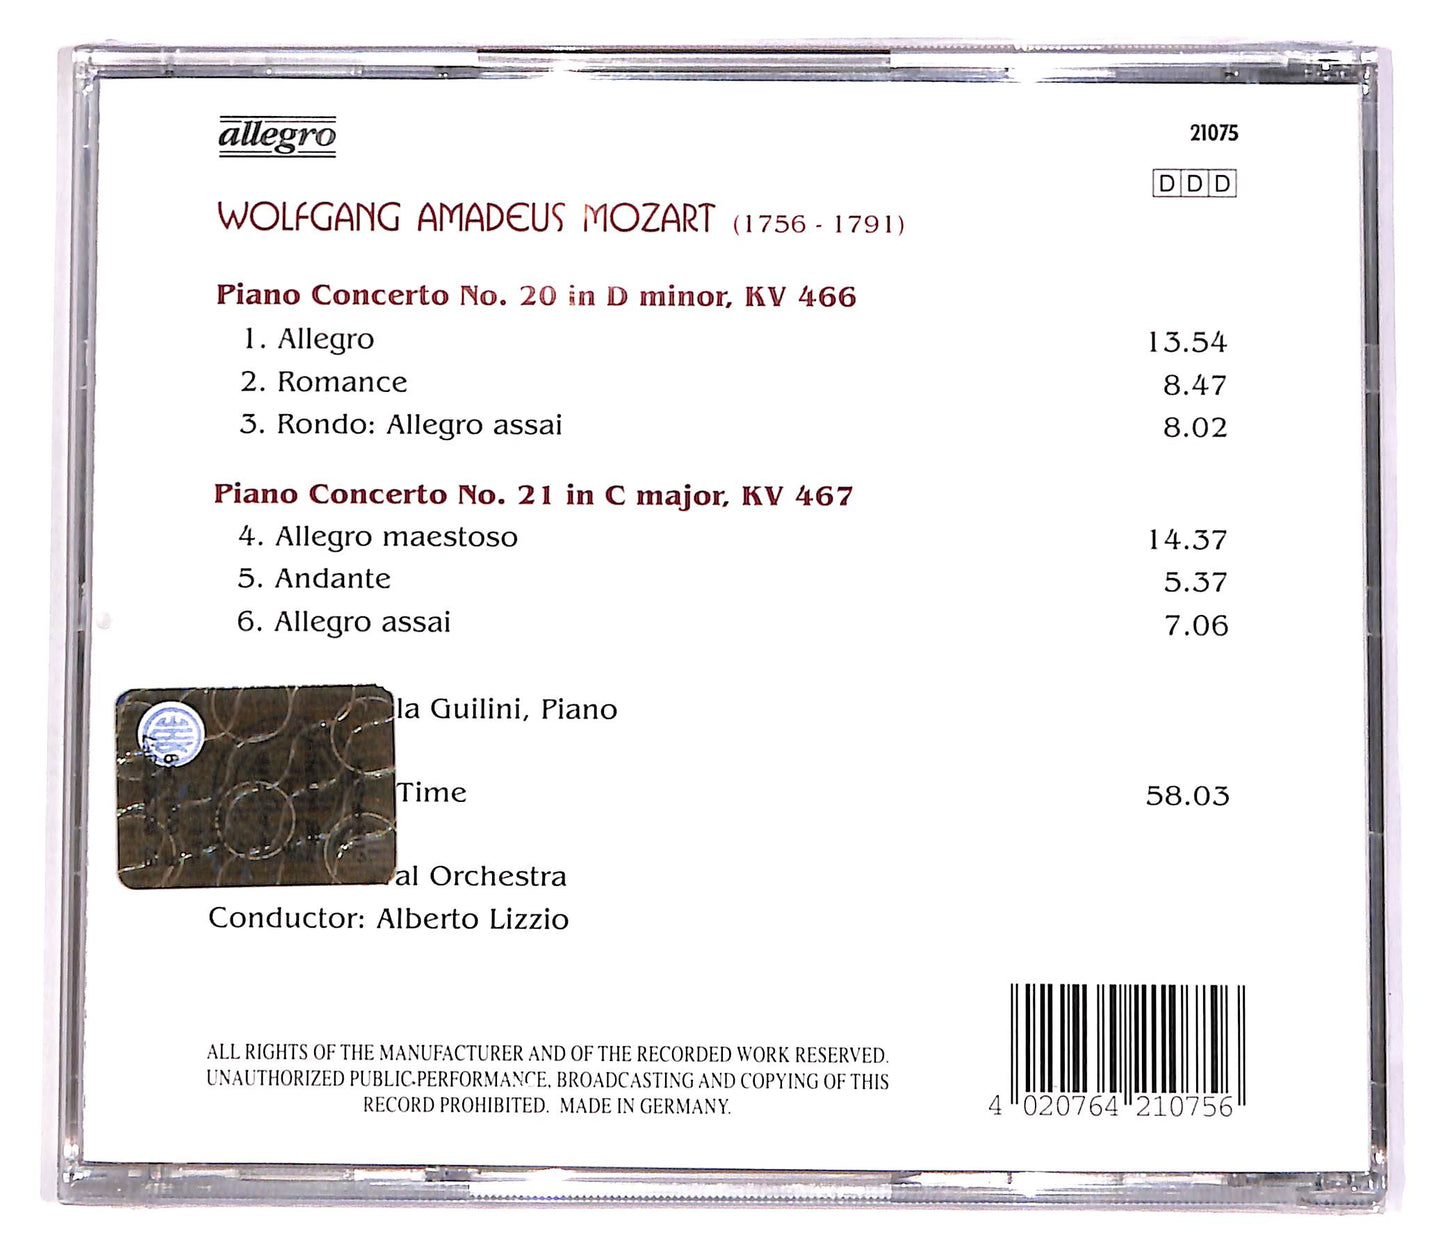 allegro
21075
DDD
WOLFGANG AMADEUS MOZART (1756 - 1791)
Piano Concerto No. 20 in D minor, KV 466
1. Allegro 13.54
2. Romance 8.47
3. Rondo: Allegro assai 8.02
Piano Concerto No. 21 in C major, KV 467
4. Allegro maestoso 14.37
5. Andante 5.37
6. Allegro assai 7.06
la Guilini, Piano
Time 58.03
Orchestra
Conductor: Alberto Lizzio
ALL RIGHTS OF THE MANUFACTURER AND OF THE RECORDED WORK RESERVED.
UNAUTHORIZED PUBLIC PERFORMANCE, BROADCASTING AND COPYING OF THIS
RECORD PROHIBITED. MADE IN GERMANY.
4 020764 210756